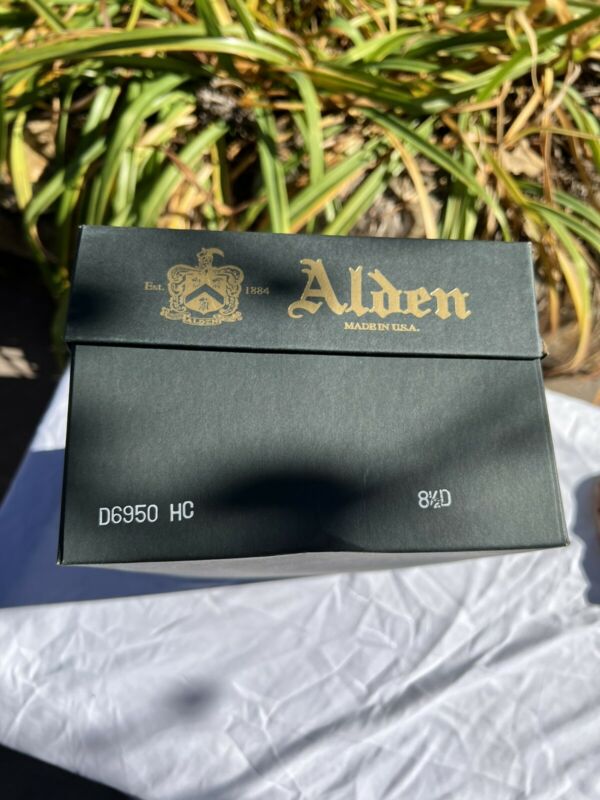 Est. 1884
ALDEN
Alden
MADE IN U.S.A.
D6950 HC
8½D